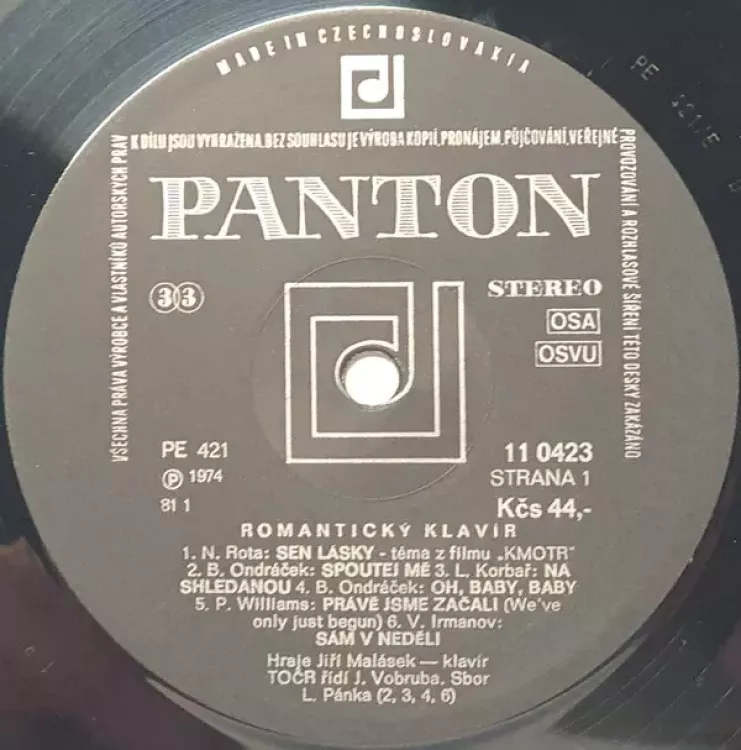 MADE IN CZECHOSLOVAKIA
VŠECHNA PRÁVA VÝROBCE A VLASTNÍKŮ AUTORSKÝCH PRÁV
K DÍLU JSOU VYHRAŽENA. BEZ SOUHLASU JE VÝROBA KOPIÍ, PRONÁJEM, PŮJČOVÁNÍ, VEŘEJNÉ
PROVOZOVÁNÍ A ROZHLASOVÉ ŠÍŘENÍ TÉTO DESKY ZAKÁZÁNO
PANTON
33
STEREO
OSA
OSVU
PE 421
Ⓟ 1974
81 1
11 0423
STRANA 1
Kčs 44,-
ROMANTICKÝ KLAVÍR
1. N. Rota: SEN LÁSKY - téma z filmu „KMOTR"
2. B. Ondráček: SPOUTEJ MĚ 3. L. Korbař: NA
SHLEDANOU 4. B. Ondráček: OH, BABY, BABY
5. P. Williams: PRÁVĚ JSME ZAČALI (We've
only just begun) 6. V. Irmanov:
SÁM V NEDĚLI
Hraje Jiří Malásek — klavír
TOČR řídí J. Vobruba. Sbor
L. Pánka (2, 3, 4, 6)